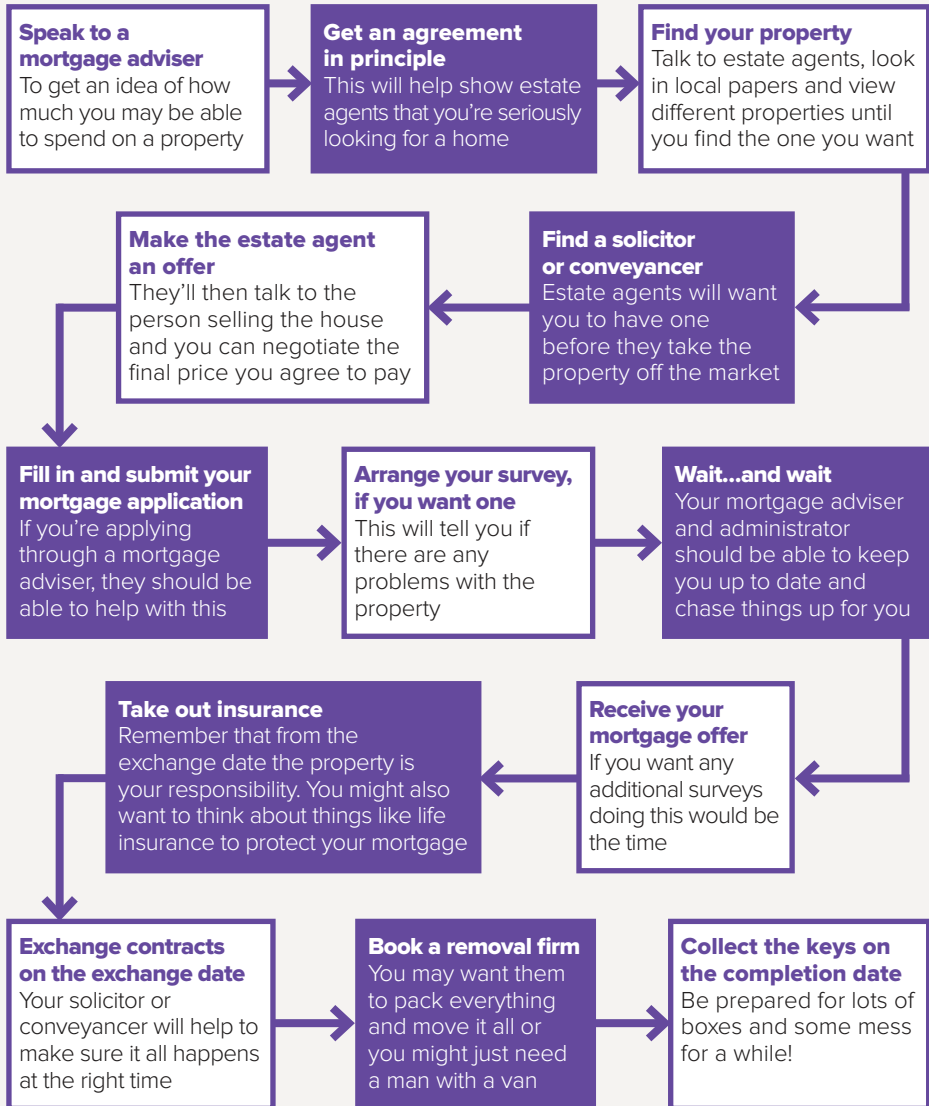 Speak to a
mortgage adviser
To get an idea of how
much you may be able
to spend on a property
Get an agreement
in principle
This will help show estate
agents that you're seriously
looking for a home
Find your property
Talk to estate agents, look
in local papers and view
different properties until
you find the one you want
Find a solicitor
or conveyancer
Estate agents will want
you to have one
before they take the
property off the market
Make the estate agent
an offer
They'll then talk to the
person selling the house
and you can negotiate the
final price you agree to pay
Fill in and submit your
mortgage application
If you're applying
through a mortgage
adviser, they should be
able to help with this
Arrange your survey,
if you want one
This will tell you if
there are any
problems with the
property
Wait...and wait
Your mortgage adviser
and administrator
should be able to keep
you up to date and
chase things up for you
Receive your
mortgage offer
If you want any
additional surveys
doing this would be
the time
Take out insurance
Remember that from the
exchange date the property is
your responsibility. You might also
want to think about things like life
insurance to protect your mortgage
Exchange contracts
on the exchange date
Your solicitor or
conveyancer will help to
make sure it all happens
at the right time
Book a removal firm
You may want them
to pack everything
and move it all or
you might just need
a man with a van
Collect the keys on
the completion date
Be prepared for lots of
boxes and some mess
for a while!